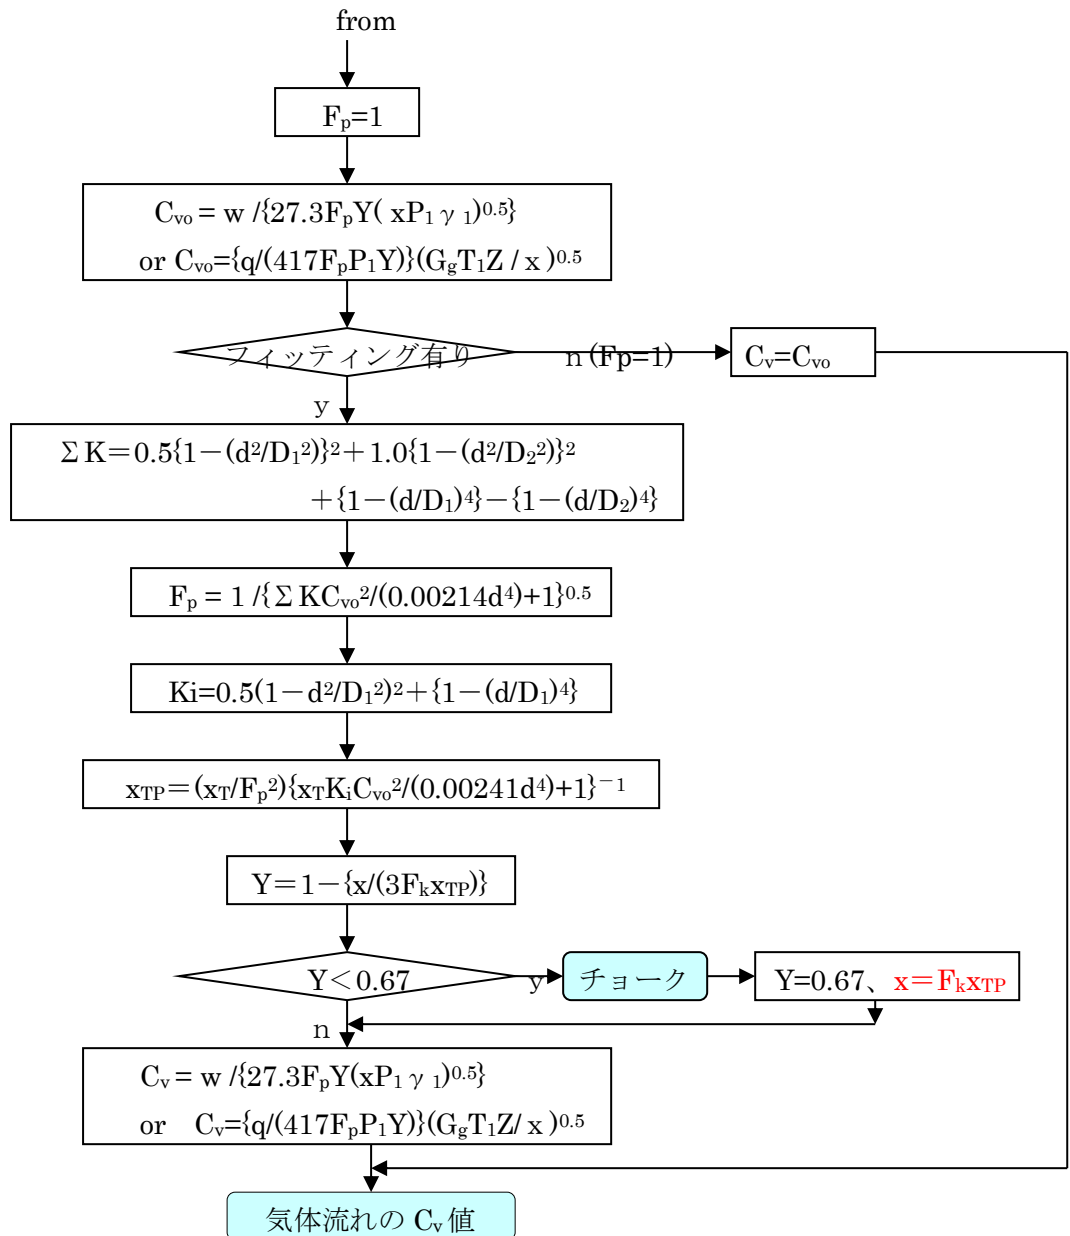 from
Fp=1
Cvo = w /{27.3FpY( xP1 γ 1)0.5}
or Cvo={q/(417FpP1Y)}(GgT1Z / x )0.5
フィッティング有り
n (Fp=1)
Cv=Cvo
y
ΣK=0.5{1−(d2/D12)}2+1.0{1−(d2/D22)}2
+{1−(d/D1)4}−{1−(d/D2)4}
Fp = 1 /{ΣKCvo2/(0.00214d4)+1}0.5
Ki=0.5(1−d2/D12)2+{1−(d/D1)4}
xTP=(xT/Fp2){xTKiCvo2/(0.00241d4)+1}−1
Y=1−{x/(3FkxTP)}
Y<0.67
y
チョーク
Y=0.67、x=FkxTP
n
Cv = w /{27.3FpY(xP1 γ 1)0.5}
or Cv={q/(417FpP1Y)}(GgT1Z/ x )0.5
気体流れの Cv 値